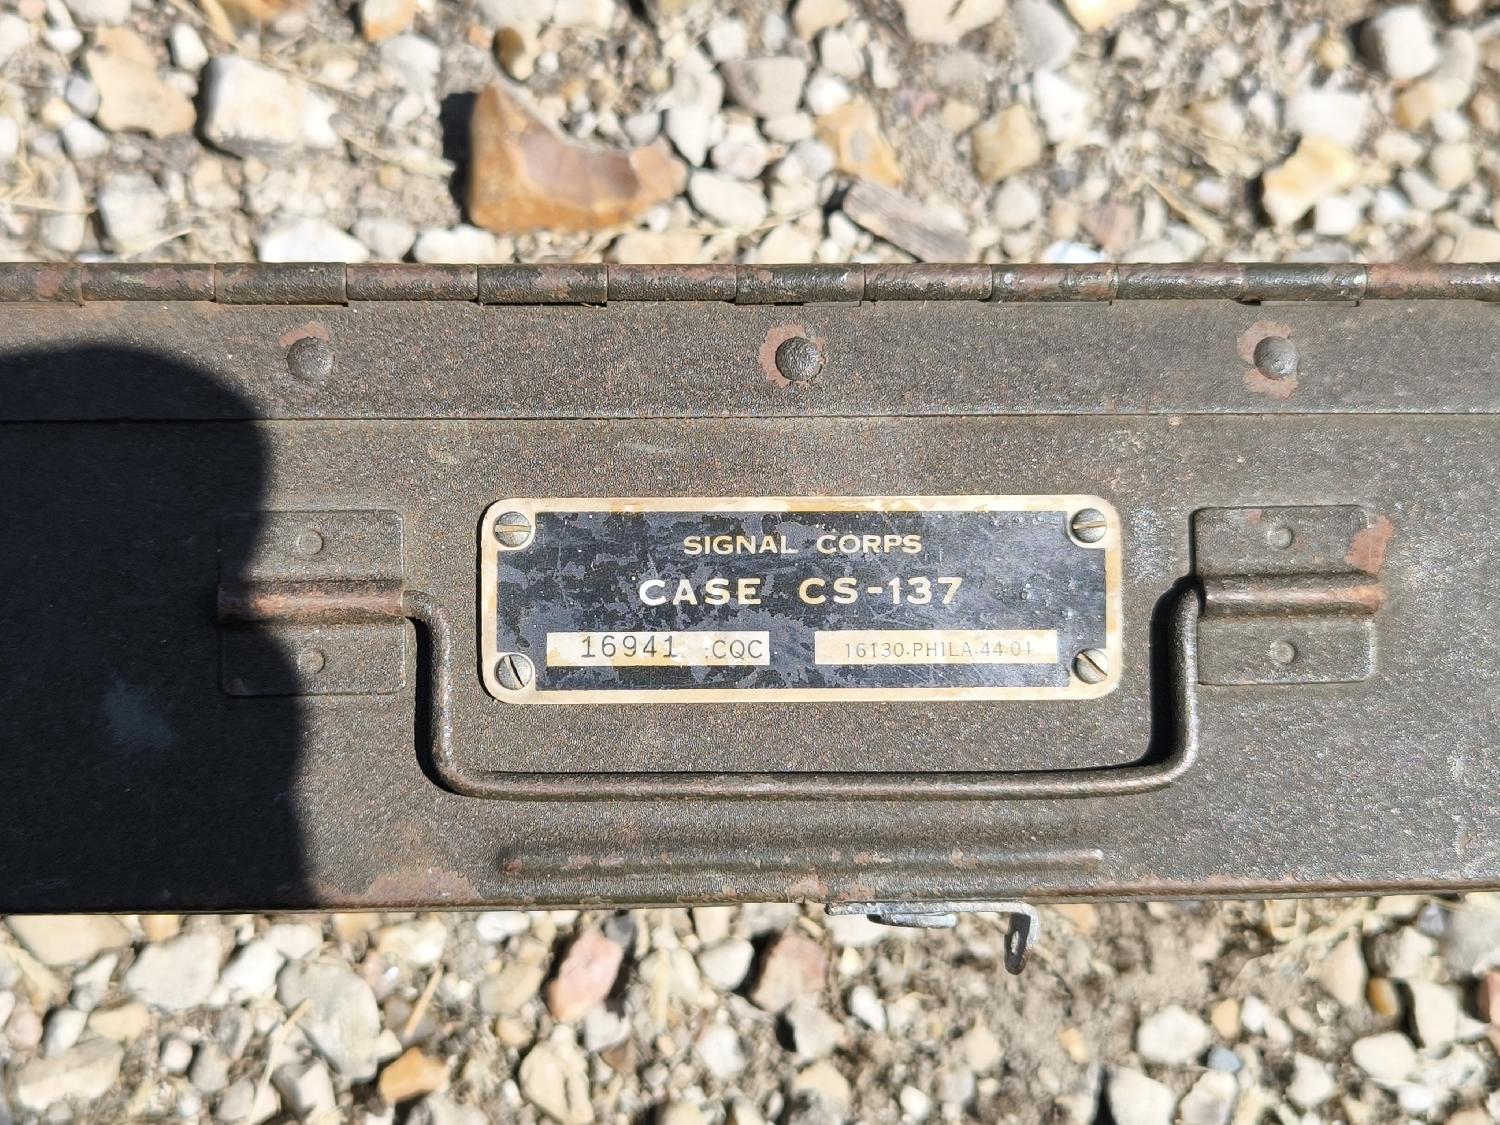 SIGNAL CORPS
CASE CS-137
16941 CQC 16130-PHILA-44-01